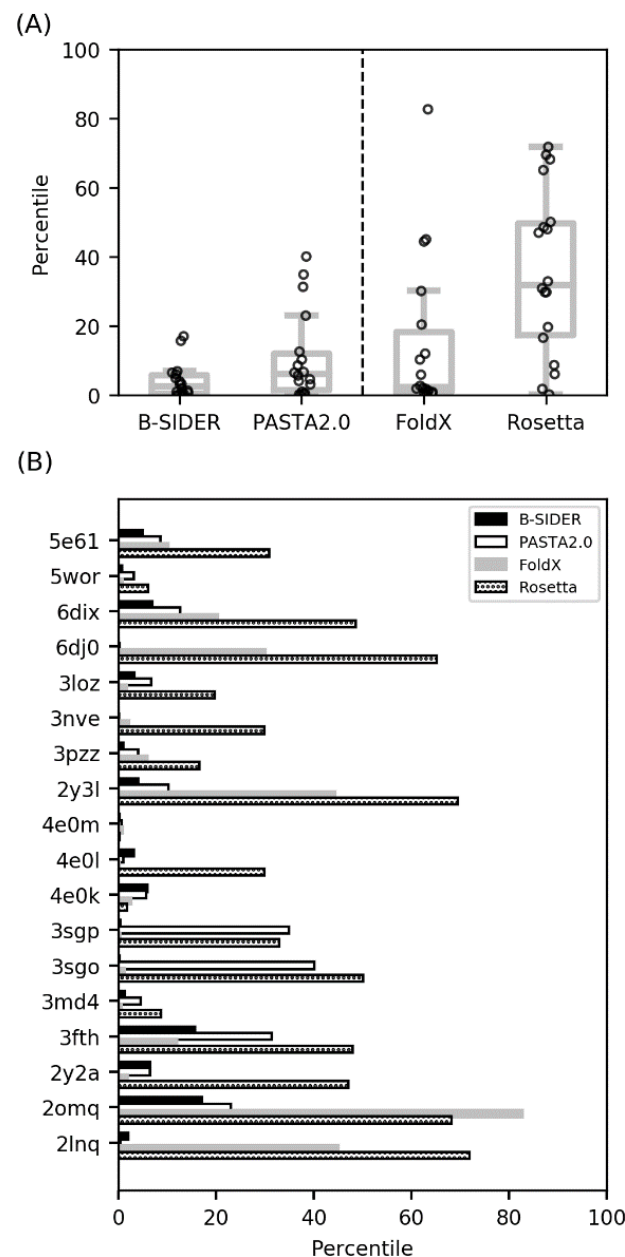 (A)
100
80
60
40
20
0
Percentile
B-SIDER PASTA2.0 FoldX Rosetta
(B)
B-SIDER
PASTA2.0
FoldX
Rosetta
5e61
5wor
6dix
6dj0
3loz
3nve
3pzz
2y3l
4e0m
4e0l
4e0k
3sgp
3sgo
3md4
3fth
2y2a
2omq
2lnq
0 20 40 60 80 100
Percentile